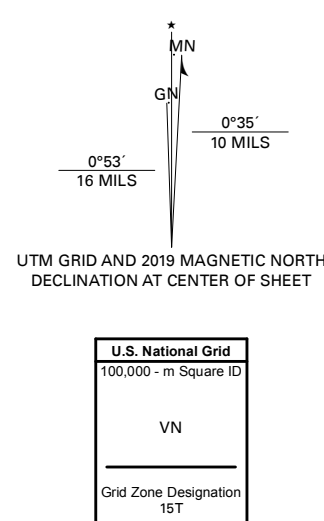 MN
GN
0°35´
10 MILS
0°53´
16 MILS
UTM GRID AND 2019 MAGNETIC NORTH
DECLINATION AT CENTER OF SHEET
U.S. National Grid
100,000 - m Square ID
VN
Grid Zone Designation
15T